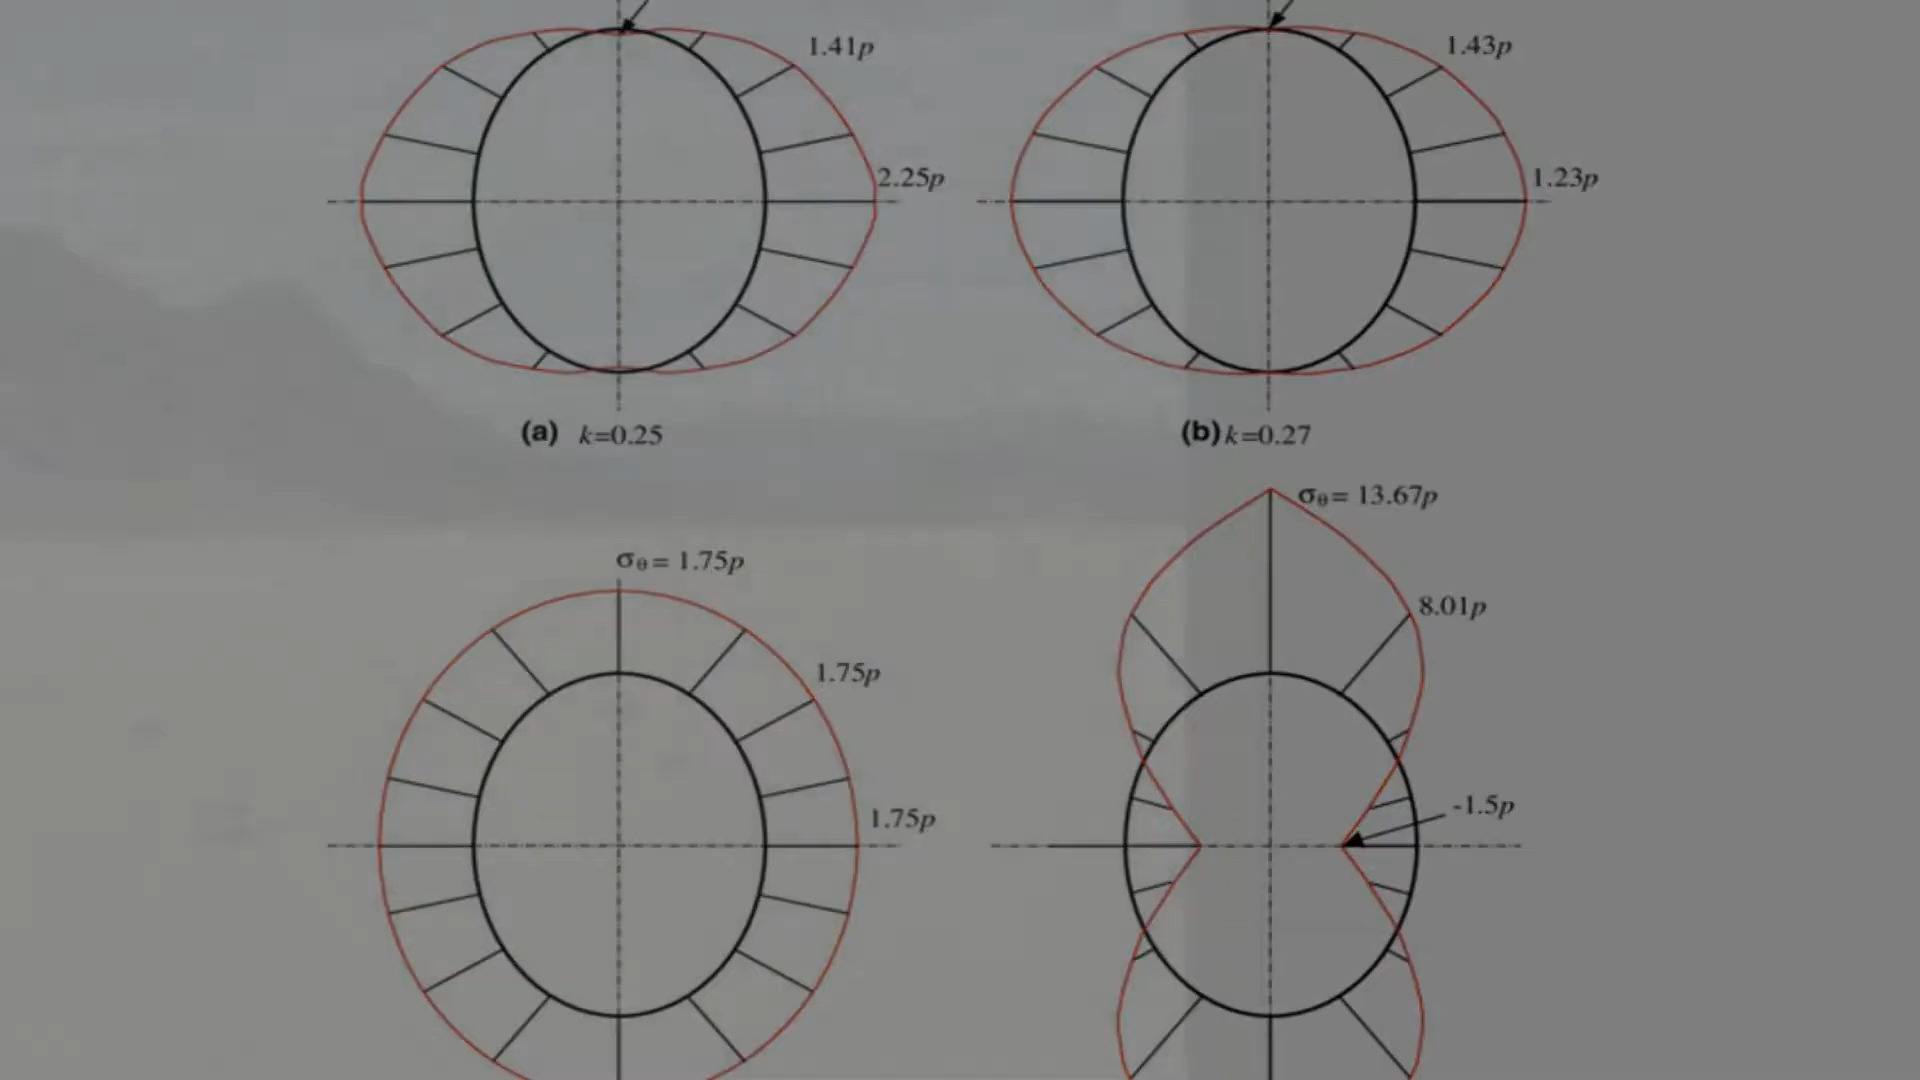 1.41p
2.25p
(a) k=0.25
1.43p
1.23p
(b) k=0.27
σθ = 1.75p
1.75p
1.75p
σθ = 13.67p
8.01p
-1.5p